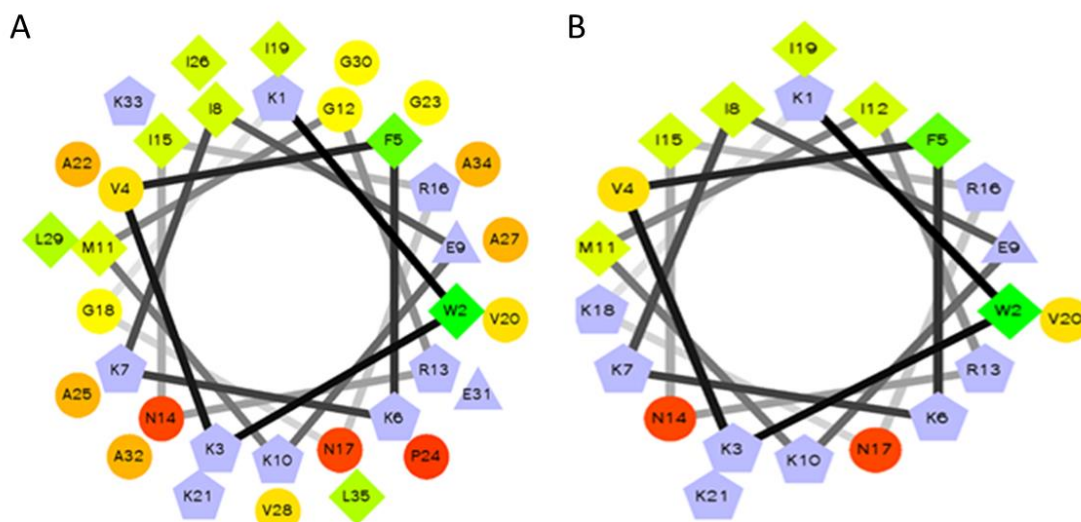 A
I19
I26
G30
K1
K33
G23
I8
G12
I15
F5
A22
A34
V4
R16
L29
M11
E9
A27
G18
W2
V20
K7
R13
A25
E31
N14
K6
K3
N17
A32
P24
K10
K21
L35
V28
B
I19
K1
I8
I12
I15
F5
V4
R16
M11
E9
K18
W2
V20
K7
R13
N14
K6
K3
N17
K10
K21